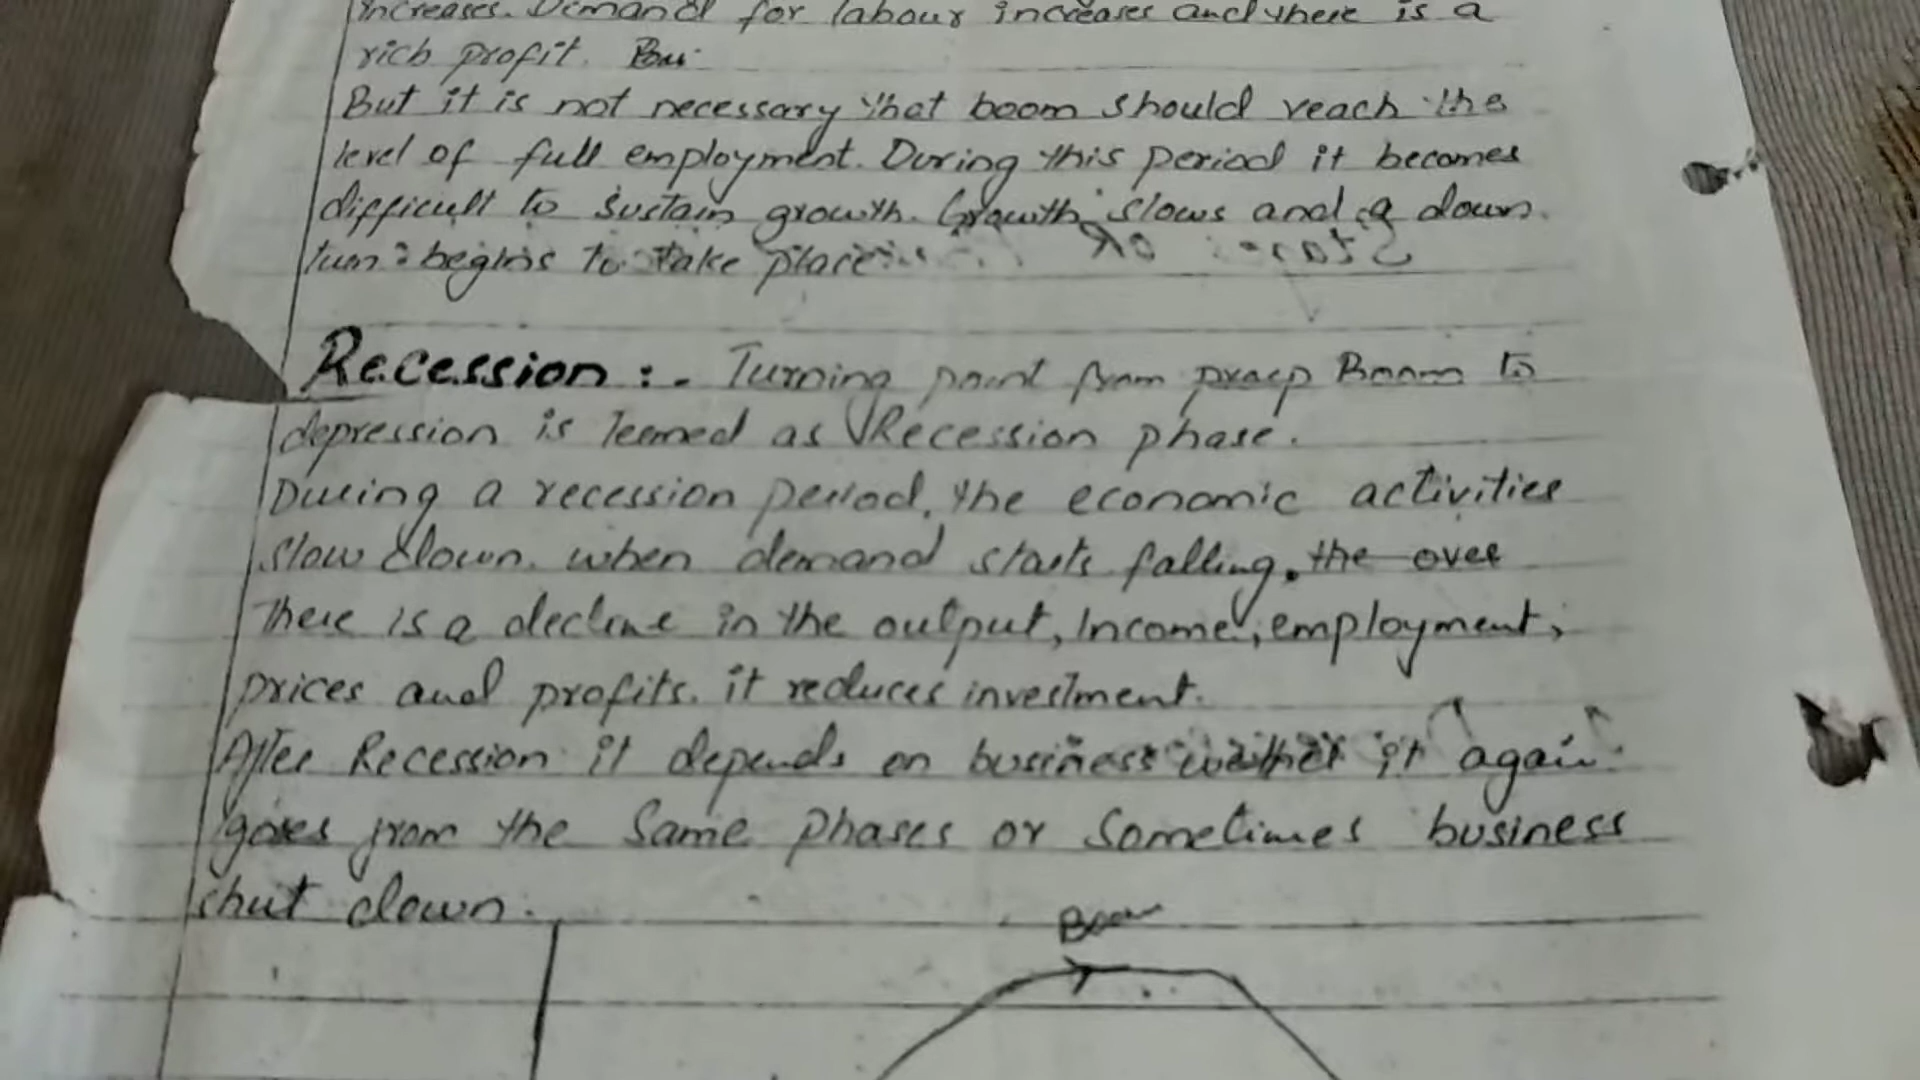 increases. Demand for labour increases and there is a
rich profit.
But it is not necessary that boom should reach the
level of full employment. During this period it becomes
difficult to sustain growth. Growth slows and a down
turn begins to take place
Recession :- Turning point from Boom to
depression is termed as Recession phase.
During a recession period, the economic activities
slow down. when demand starts falling. the over
There is a decline in the output, Income, employment,
prices and profits. it reduces investment.
After Recession it depends on business wether it again
goes from the same phases or sometimes business
shut down.
Boom